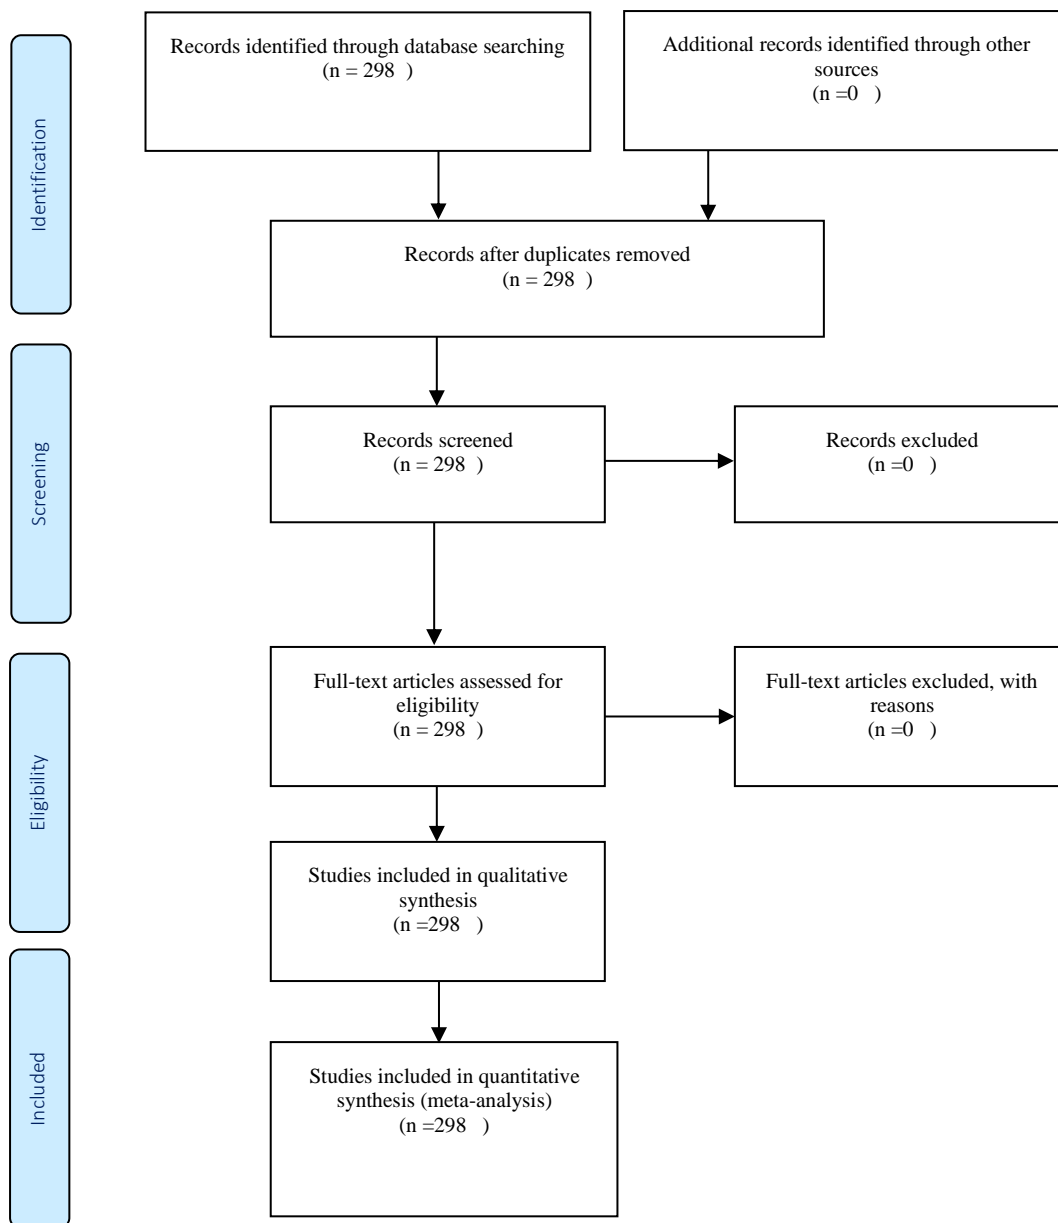 Identification
Records identified through database searching
(n = 298 )
Additional records identified through other
sources
(n =0 )
Records after duplicates removed
(n = 298 )
Screening
Records screened
(n = 298 )
Records excluded
(n =0 )
Eligibility
Full-text articles assessed for
eligibility
(n = 298 )
Full-text articles excluded, with
reasons
(n =0 )
Studies included in qualitative
synthesis
(n =298 )
Included
Studies included in quantitative
synthesis (meta-analysis)
(n =298 )